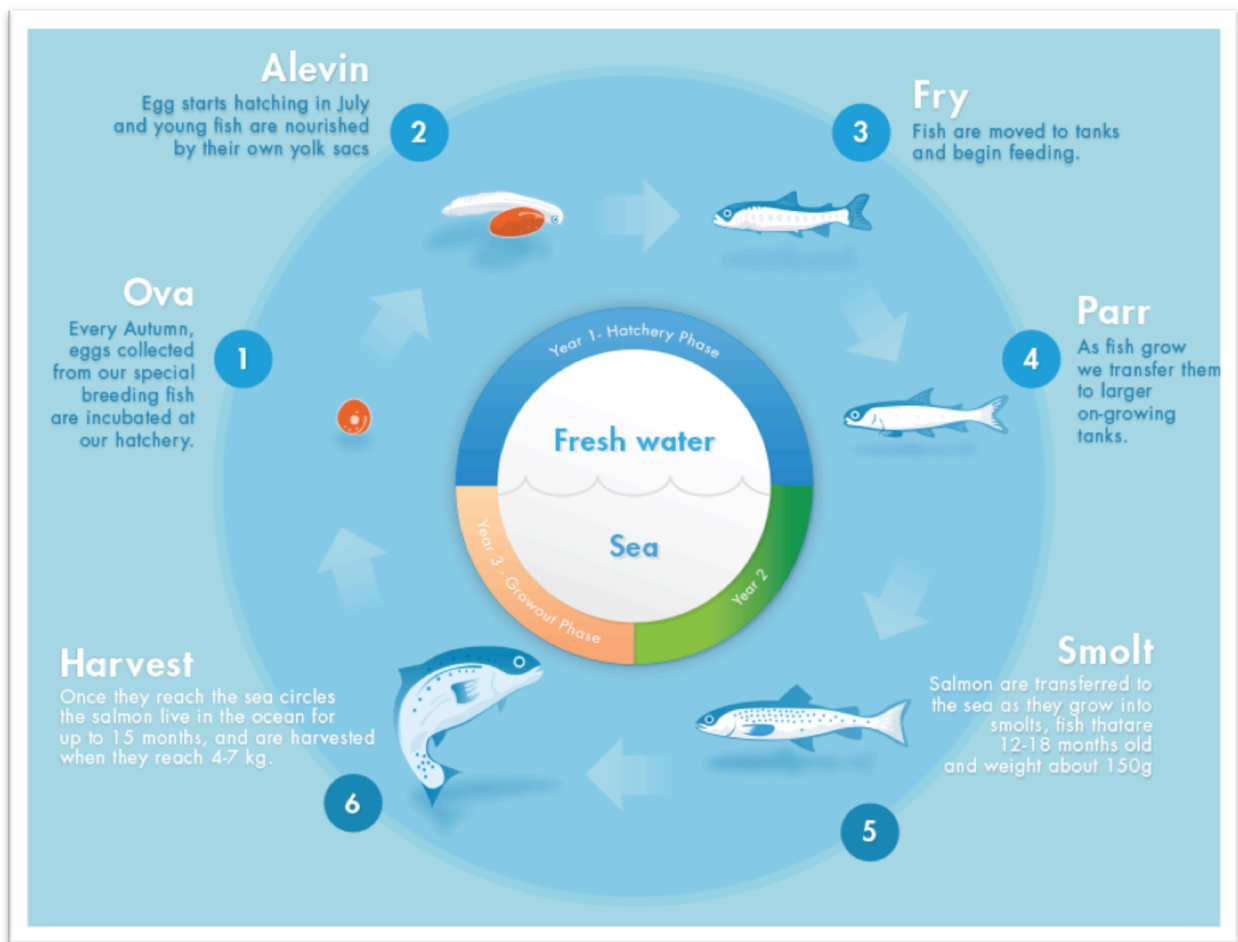 Alevin
Egg starts hatching in July
and young fish are nourished
by their own yolk sacs
2
3
Fry
Fish are moved to tanks
and begin feeding.
Ova
Every Autumn,
eggs collected
from our special
breeding fish
are incubated at
our hatchery.
1
4
Parr
As fish grow
we transfer them
to larger
on-growing
tanks.
Year 1- Hatchery Phase
Fresh water
Sea
Year 3 - Growout Phase
Year 2
Harvest
Once they reach the sea circles
the salmon live in the ocean for
up to 15 months, and are harvested
when they reach 4-7 kg.
6
Smolt
Salmon are transferred to
the sea as they grow into
smolts, fish thatare
12-18 months old
and weight about 150g
5